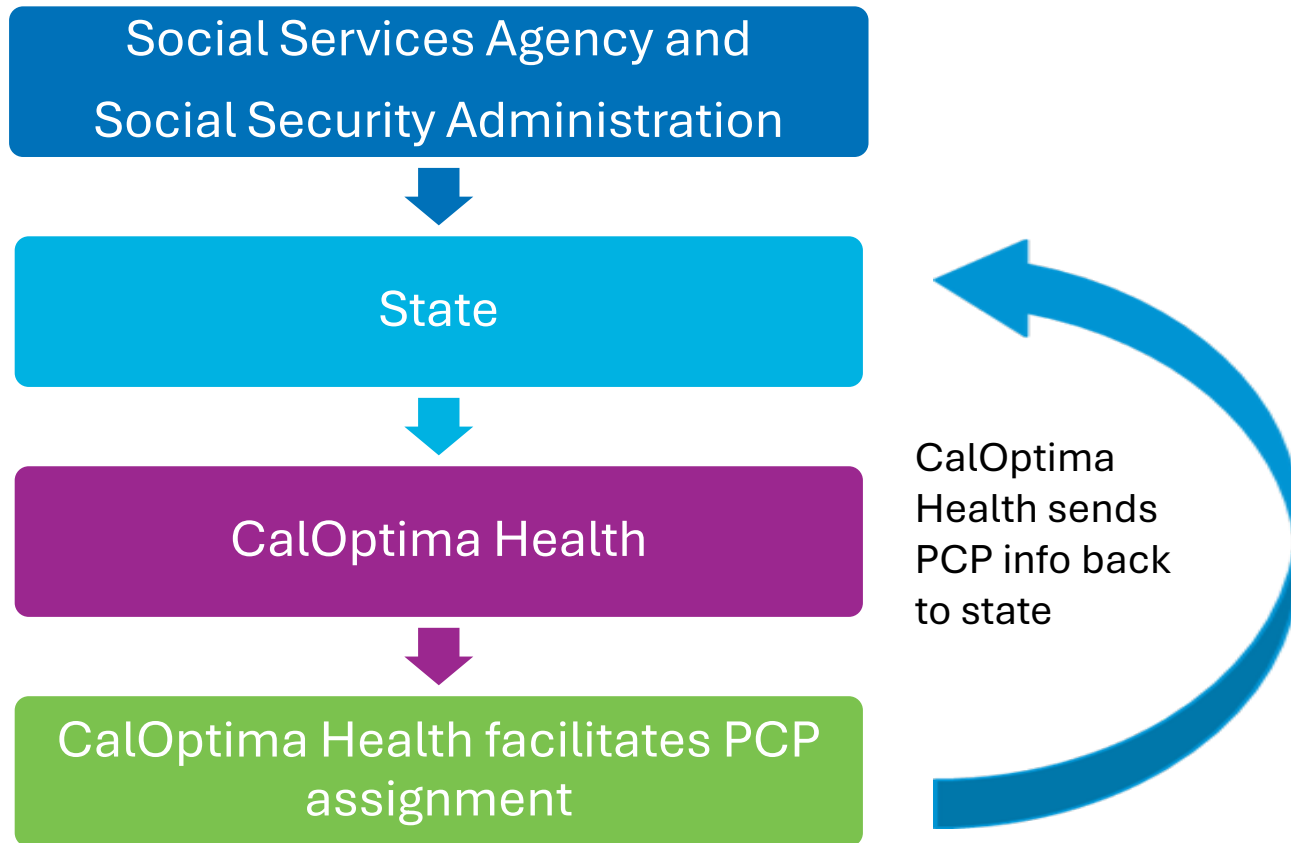 Social Services Agency and
Social Security Administration
State
CalOptima Health
CalOptima Health facilitates PCP
assignment
CalOptima
Health sends
PCP info back
to state